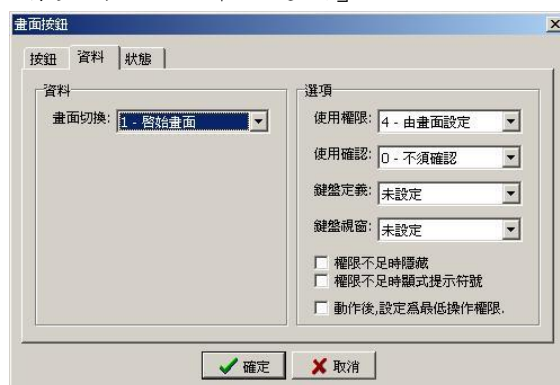 畫面按鈕
按鈕
資料
狀態
資料
畫面切換:
1 - 啓始畫面
選項
使用權限:
4 - 由畫面設定
使用確認:
0 - 不須確認
鍵盤定義:
未設定
鍵盤視窗:
未設定
權限不足時隱藏
權限不足時顯式提示符號
動作後,設定爲最低操作權限.
確定
取消